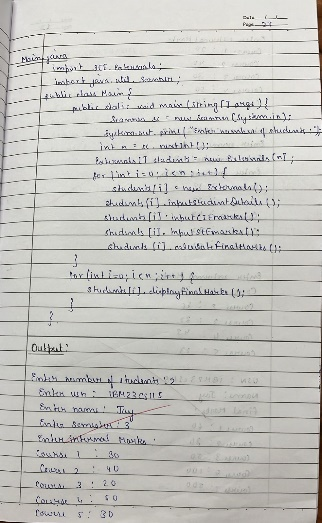 Date
Page 27
Main.java
import SEE.Externals;
import java.util.Scanner;
public class Main {
public static void main (String [] args) {
Scanner sc = new Scanner (System.in);
System.out.print ("Enter number of students : ");
int n = sc.nextInt();
Externals [] students = new Externals [n];
for (int i=0; i<n; i++) {
students[i] = new Externals ();
students[i].inputStudentDetails ();
students[i].inputCIEmarks ();
students[i].inputSEEmarks ();
students[i].calculateFinalMarks ();
}
for (int i=0; i<n; i++) {
students[i].displayFinalMarks ();
}
}
}
Output:
Enter number of students : 2
Enter usn : 1BM23CS115
Enter name :
Enter semester : 3
Enter internal Marks :
Course 1 : 30
Course 2 : 40
Course 3 : 20
Course 4 : 50
Course 5 : 30